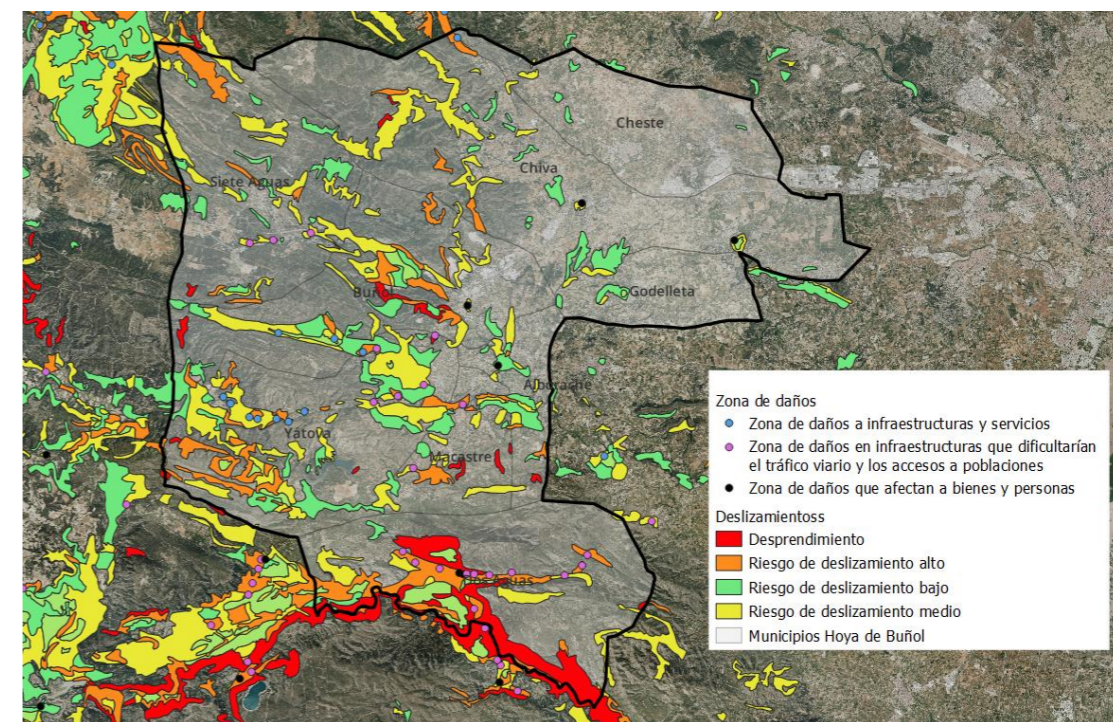 Cheste
Chiva
Siete Aguas
Buñol
Godelleta
Alborache
Yátova
Macastre
Dos Aguas
Zona de daños
Zona de daños a infraestructuras y servicios
Zona de daños en infraestructuras que dificultarían
el tráfico viario y los accesos a poblaciones
Zona de daños que afectan a bienes y personas
Deslizamientoss
Desprendimiento
Riesgo de deslizamiento alto
Riesgo de deslizamiento bajo
Riesgo de deslizamiento medio
Municipios Hoya de Buñol